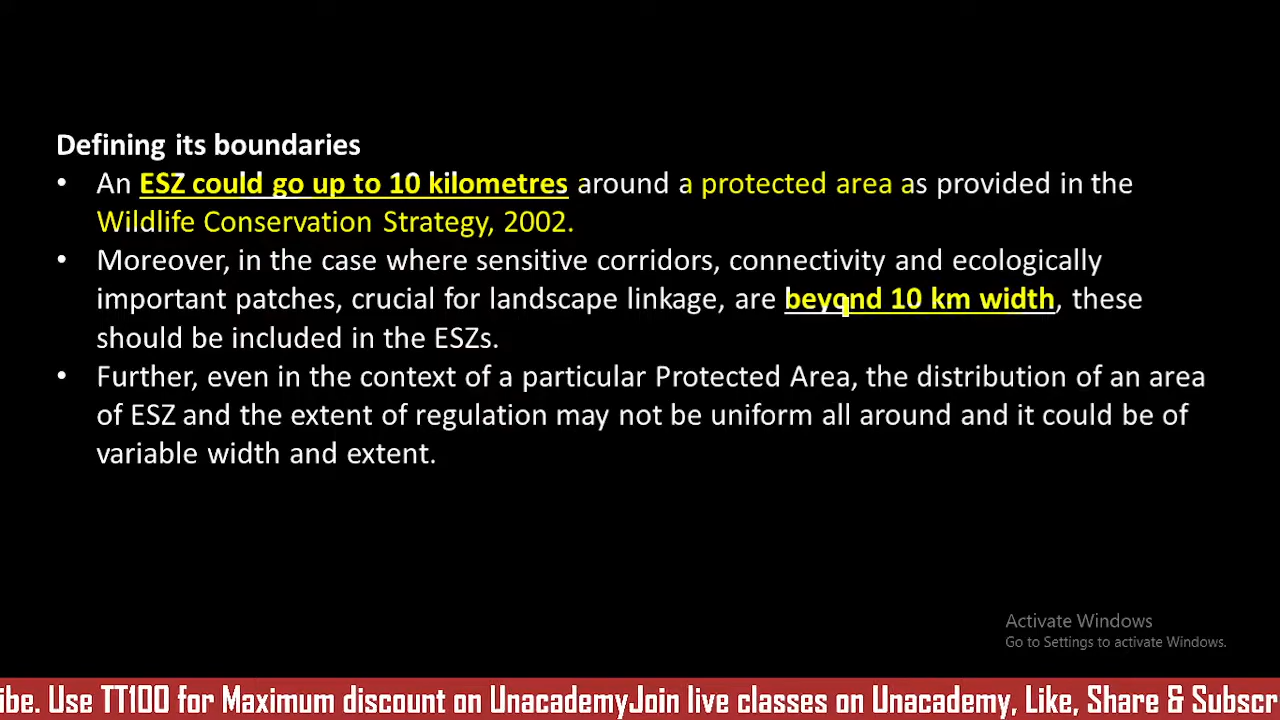 Defining its boundaries
• An ESZ could go up to 10 kilometres around a protected area as provided in the
Wildlife Conservation Strategy, 2002.
• Moreover, in the case where sensitive corridors, connectivity and ecologically
important patches, crucial for landscape linkage, are beyond 10 km width, these
should be included in the ESZs.
• Further, even in the context of a particular Protected Area, the distribution of an area
of ESZ and the extent of regulation may not be uniform all around and it could be of
variable width and extent.
Activate Windows
Go to Settings to activate Windows.
ibe. Use TT100 for Maximum discount on UnacademyJoin live classes on Unacademy, Like, Share & Subscr